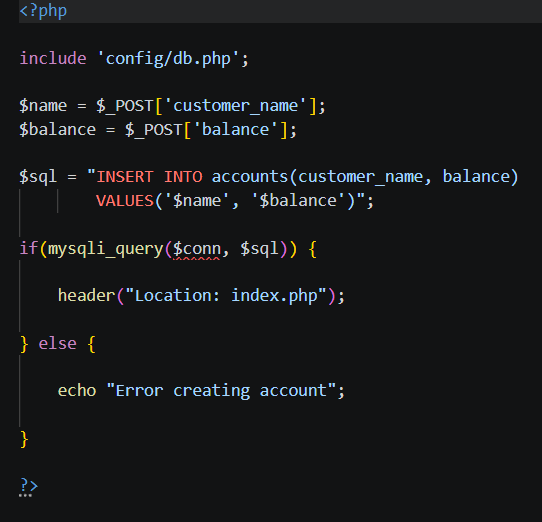 <?php
include 'config/db.php';
$name = $_POST['customer_name'];
$balance = $_POST['balance'];
$sql = "INSERT INTO accounts(customer_name, balance)
        VALUES('$name', '$balance')";
if(mysqli_query($conn, $sql)) {
    header("Location: index.php");
} else {
    echo "Error creating account";
}
?>